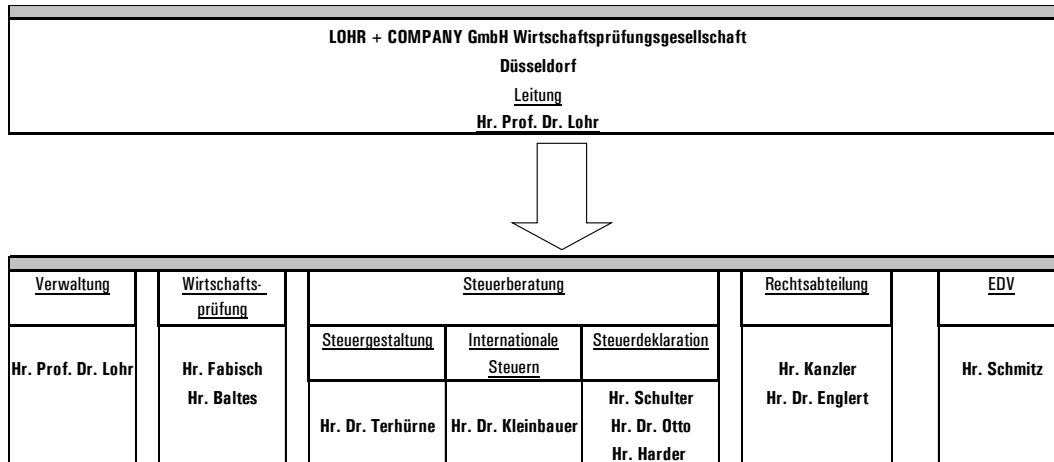 LOHR + COMPANY GmbH Wirtschaftsprüfungsgesellschaft
Düsseldorf
Leitung
Hr. Prof. Dr. Lohr
Verwaltung
Hr. Prof. Dr. Lohr
Wirtschafts-
prüfung
Hr. Fabisch
Hr. Baltes
Steuerberatung
Steuergestaltung
Hr. Dr. Terhürne
Internationale
Steuern
Hr. Dr. Kleinbauer
Steuerdeklaration
Hr. Schulter
Hr. Dr. Otto
Hr. Harder
Rechtsabteilung
Hr. Kanzler
Hr. Dr. Englert
EDV
Hr. Schmitz